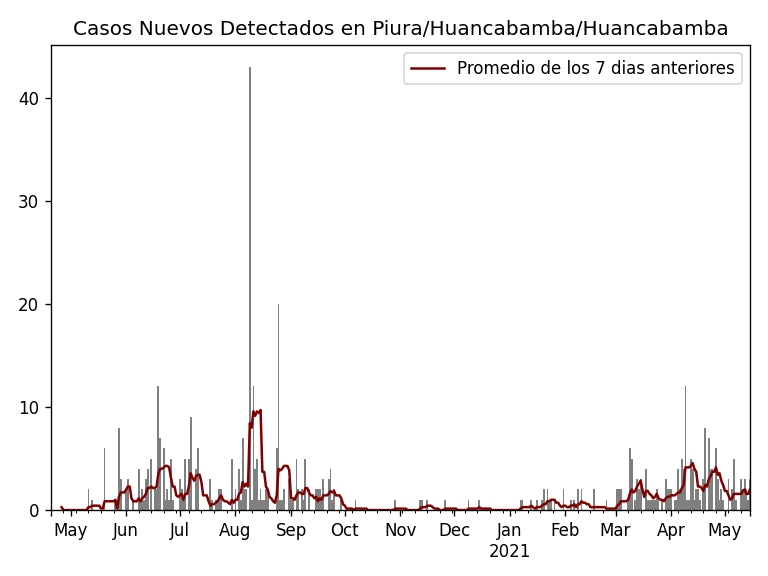 Casos Nuevos Detectados en Piura/Huancabamba/Huancabamba
Promedio de los 7 dias anteriores
40
30
20
10
0
May Jun Jul Aug Sep Oct Nov Dec Jan Feb Mar Apr May
2021